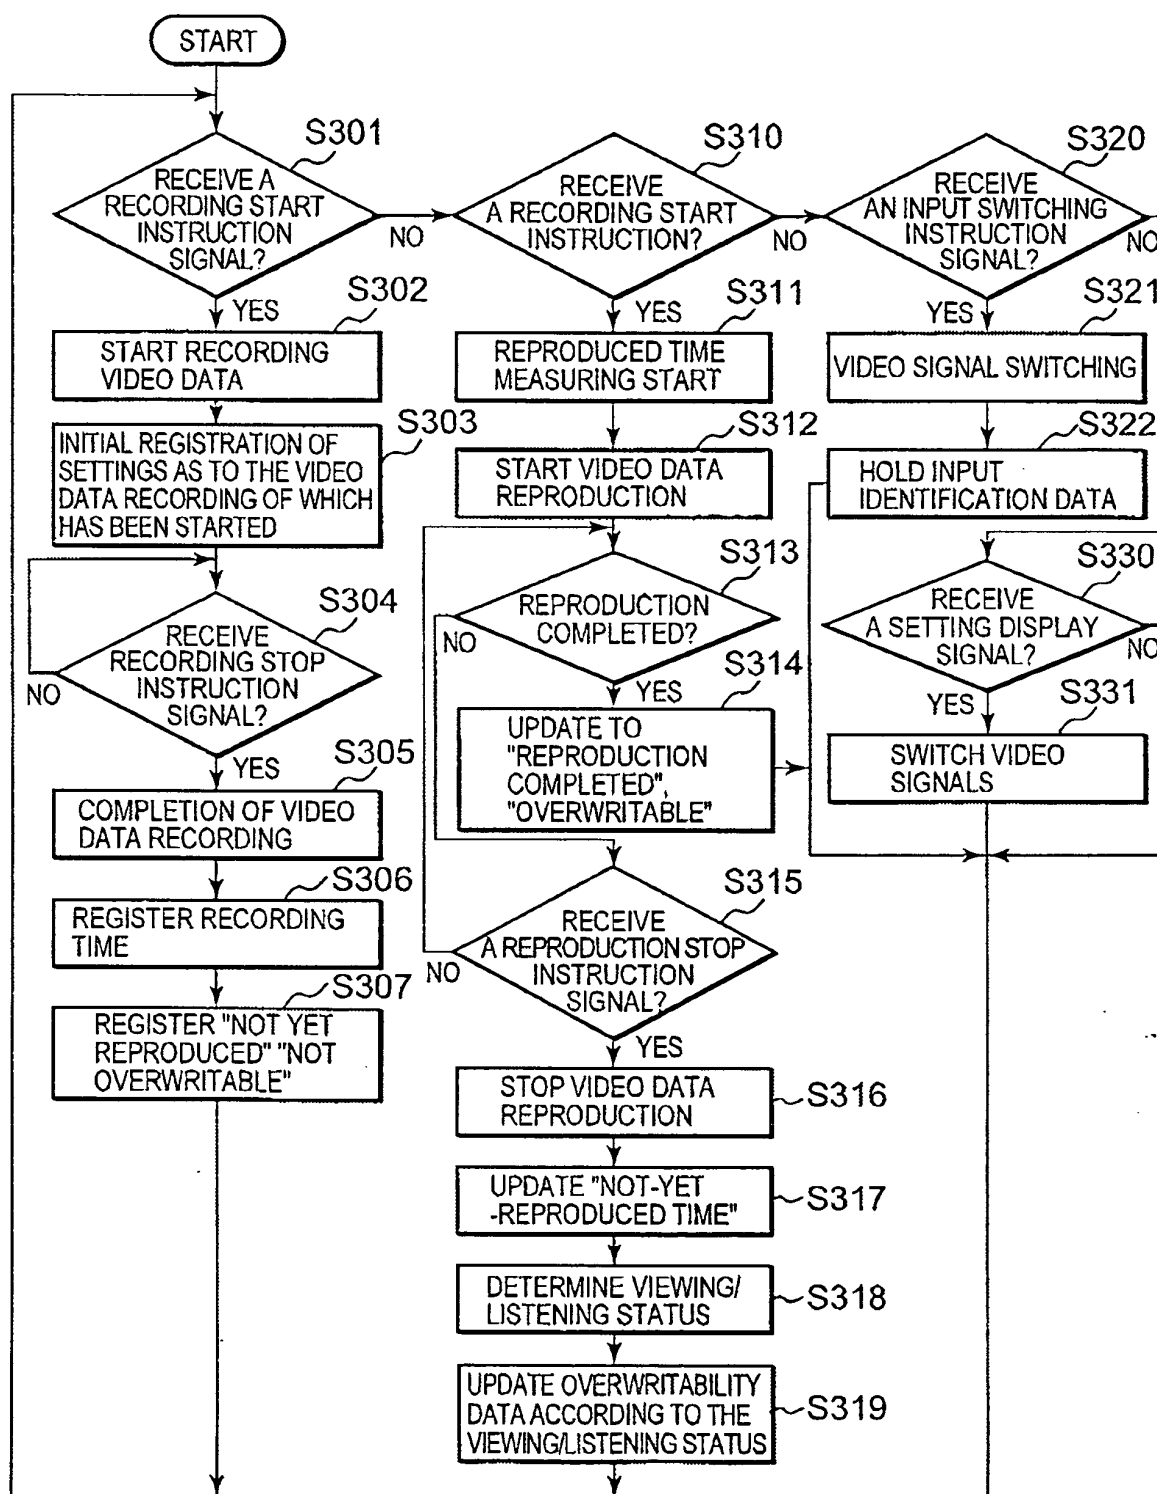 START
S301
RECEIVE A
RECORDING START
INSTRUCTION
SIGNAL?
NO
YES
S302
START RECORDING
VIDEO DATA
S303
INITIAL REGISTRATION OF
SETTINGS AS TO THE VIDEO
DATA RECORDING OF WHICH
HAS BEEN STARTED
S304
RECEIVE
RECORDING STOP
INSTRUCTION
SIGNAL?
NO
YES
S305
COMPLETION OF VIDEO
DATA RECORDING
S306
REGISTER RECORDING
TIME
S307
REGISTER "NOT YET
REPRODUCED" "NOT
OVERWRITABLE"
S310
RECEIVE
A RECORDING START
INSTRUCTION?
NO
YES
S311
REPRODUCED TIME
MEASURING START
S312
START VIDEO DATA
REPRODUCTION
S313
REPRODUCTION
COMPLETED?
NO
YES
S314
UPDATE TO
"REPRODUCTION
COMPLETED",
"OVERWRITABLE"
S315
RECEIVE
A REPRODUCTION STOP
INSTRUCTION
SIGNAL?
NO
YES
STOP VIDEO DATA
REPRODUCTION
S316
UPDATE "NOT-YET
-REPRODUCED TIME"
S317
DETERMINE VIEWING/
LISTENING STATUS
S318
UPDATE OVERWRITABILITY
DATA ACCORDING TO THE
VIEWING/LISTENING STATUS
S319
S320
RECEIVE
AN INPUT SWITCHING
INSTRUCTION
SIGNAL?
NO
YES
S321
VIDEO SIGNAL SWITCHING
S322
HOLD INPUT
IDENTIFICATION DATA
S330
RECEIVE
A SETTING DISPLAY
SIGNAL?
NO
YES
S331
SWITCH VIDEO
SIGNALS